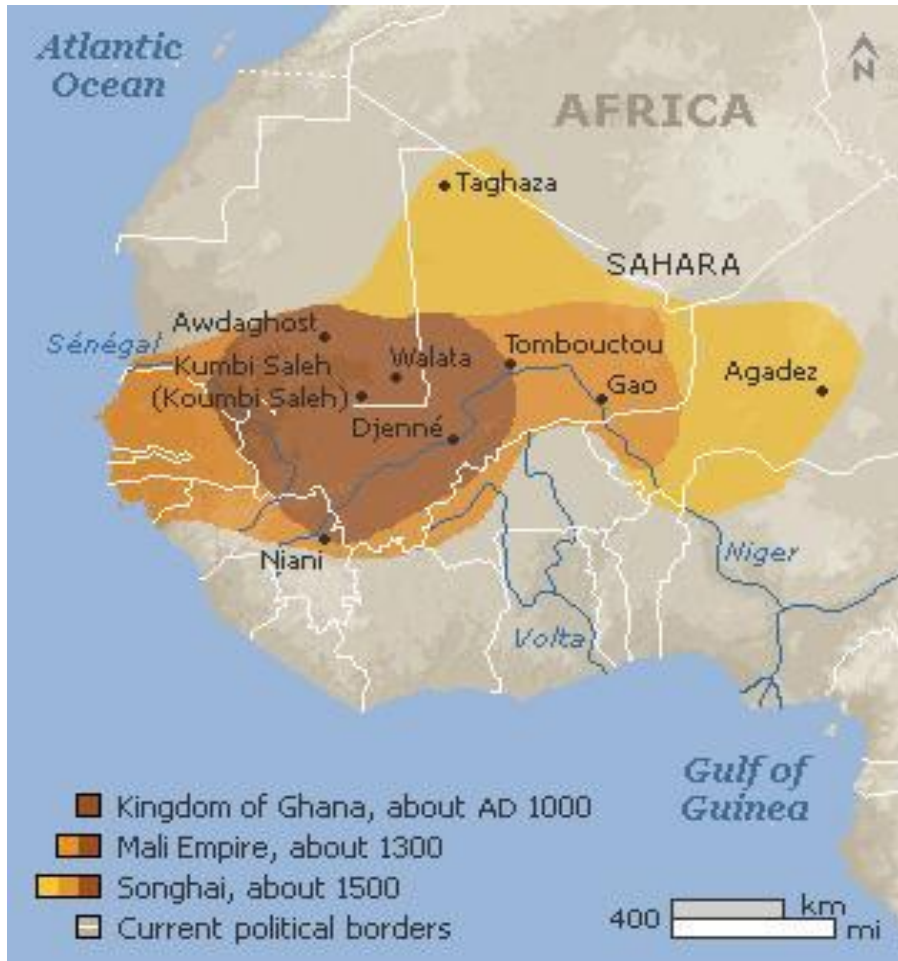 Atlantic
Ocean
N
AFRICA
Taghaza
SAHARA
Awdaghost
Sénégal
Kumbi Saleh
(Koumbi Saleh)
Walata
Tombouctou
Gao
Agadez
Djenné
Niani
Niger
Volta
Gulf of
Guinea
Kingdom of Ghana, about AD 1000
Mali Empire, about 1300
Songhai, about 1500
Current political borders
400 km
mi